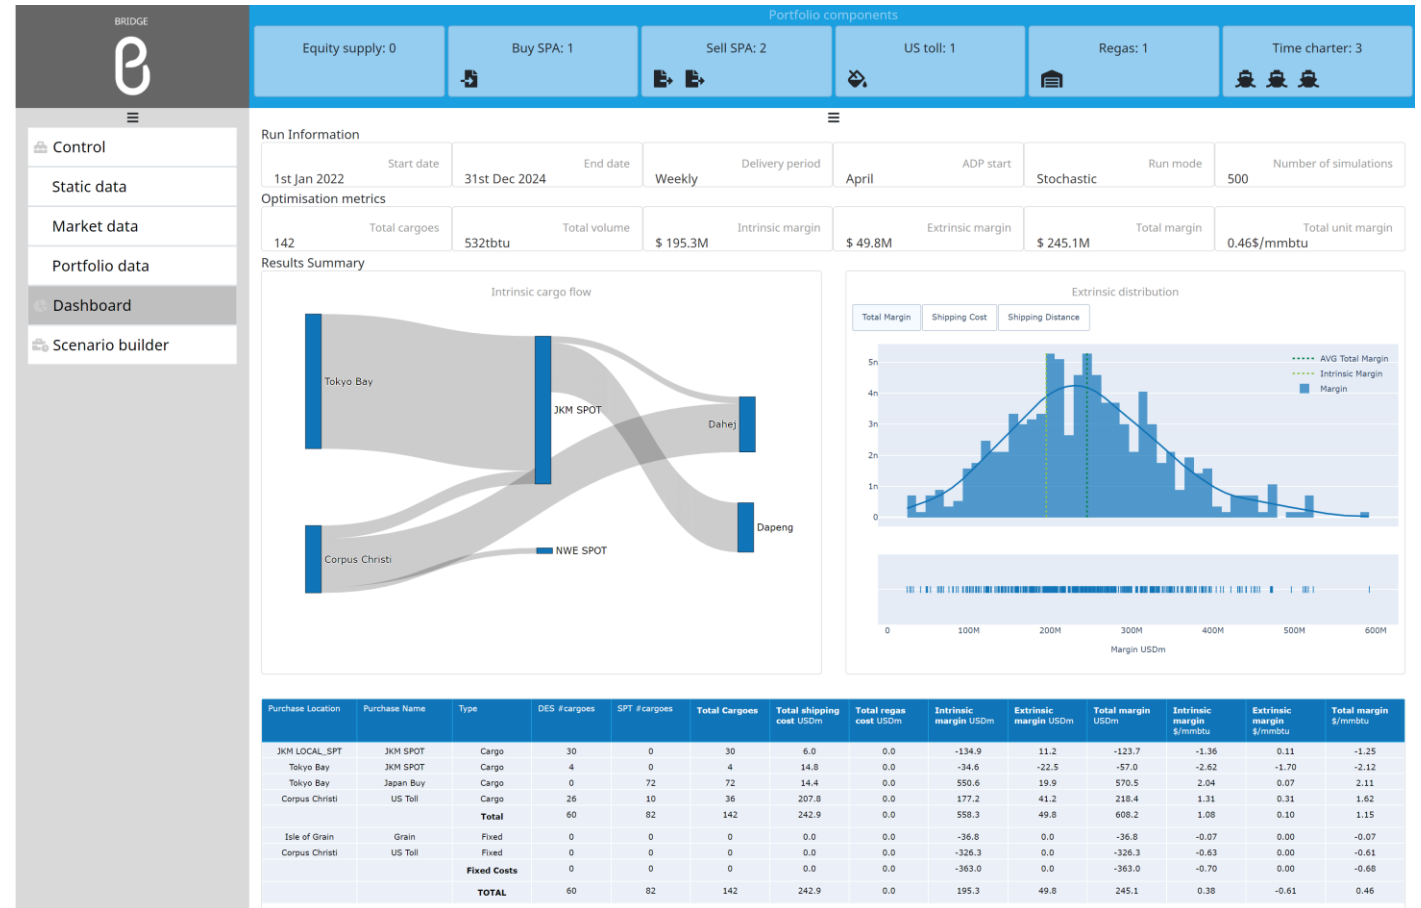 BRIDGE
Portfolio components
Equity supply: 0
Buy SPA: 1
Sell SPA: 2
US toll: 1
Regas: 1
Time charter: 3
Control
Static data
Market data
Portfolio data
Dashboard
Scenario builder
Run Information
Start date
1st Jan 2022
End date
31st Dec 2024
Delivery period
Weekly
ADP start
April
Run mode
Stochastic
Number of simulations
500
Optimisation metrics
Total cargoes
142
Total volume
532tbtu
Intrinsic margin
$ 195.3M
Extrinsic margin
$ 49.8M
Total margin
$ 245.1M
Total unit margin
0.46$/mmbtu
Results Summary
Intrinsic cargo flow
Tokyo Bay
JKM SPOT
Dahej
Dapeng
NWE SPOT
Corpus Christi
Extrinsic distribution
Total Margin
Shipping Cost
Shipping Distance
5n
4n
3n
2n
1n
0
AVG Total Margin
Intrinsic Margin
Margin
0 100M 200M 300M 400M 500M 600M
Margin USDm
Purchase Location Purchase Name Type DES #cargoes SPT #cargoes Total Cargoes Total shipping cost USDm Total regas cost USDm Intrinsic margin USDm Extrinsic margin USDm Total margin USDm Intrinsic margin $/mmbtu Extrinsic margin $/mmbtu Total margin $/mmbtu
JKM LOCAL_SPT JKM SPOT Cargo 30 0 30 6.0 0.0 -134.9 11.2 -123.7 -1.36 0.11 -1.25
Tokyo Bay JKM SPOT Cargo 4 0 4 14.8 0.0 -34.6 -22.5 -57.0 -2.62 -1.70 -2.12
Tokyo Bay Japan Buy Cargo 0 72 72 14.4 0.0 550.6 19.9 570.5 2.04 0.07 2.11
Corpus Christi US Toll Cargo 26 10 36 207.8 0.0 177.2 41.2 218.4 1.31 0.31 1.62
Total 60 82 142 242.9 0.0 558.3 49.8 608.2 1.08 0.10 1.15
Isle of Grain Grain Fixed 0 0 0 0.0 0.0 -36.8 0.0 -36.8 -0.07 0.00 -0.07
Corpus Christi US Toll Fixed 0 0 0 0.0 0.0 -326.3 0.0 -326.3 -0.63 0.00 -0.61
Fixed Costs 0 0 0 0.0 0.0 -363.0 0.0 -363.0 -0.70 0.00 -0.68
TOTAL 60 82 142 242.9 0.0 195.3 49.8 245.1 0.38 -0.61 0.46